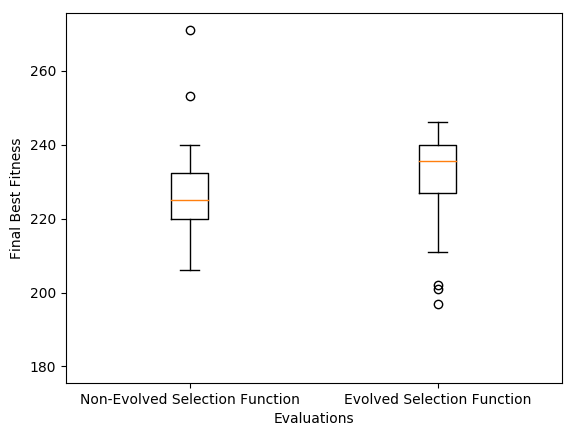 Final Best Fitness
260
240
220
200
180
Non-Evolved Selection Function
Evolved Selection Function
Evaluations